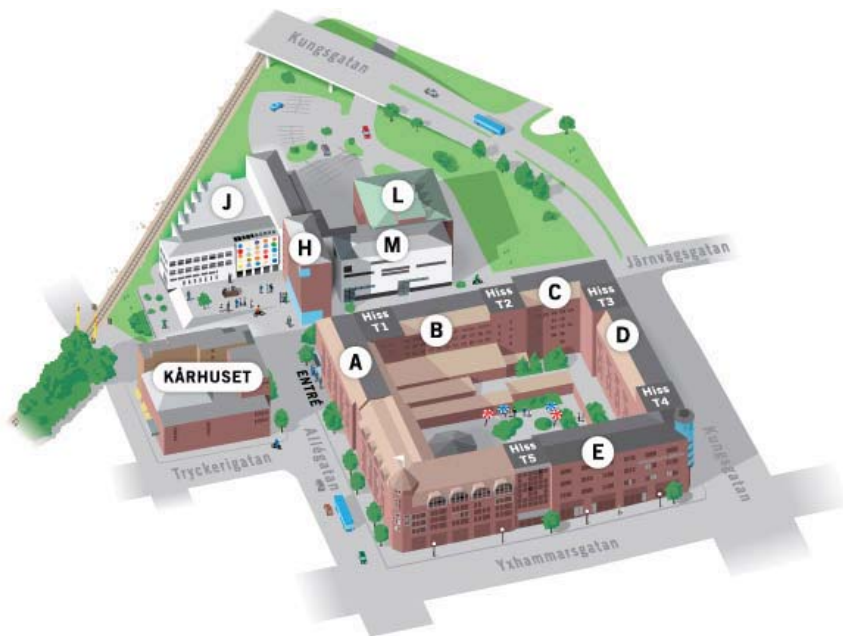 Kungsgatan
J
L
H
M
Järnvägsgatan
Hiss
T1
B
Hiss
T2
C
Hiss
T3
A
D
KÅRHUSET
ENTRÉ
Hiss
T4
Hiss
T5
E
Allégatan
Tryckerigatan
Kungsgatan
Yxhammarsgatan